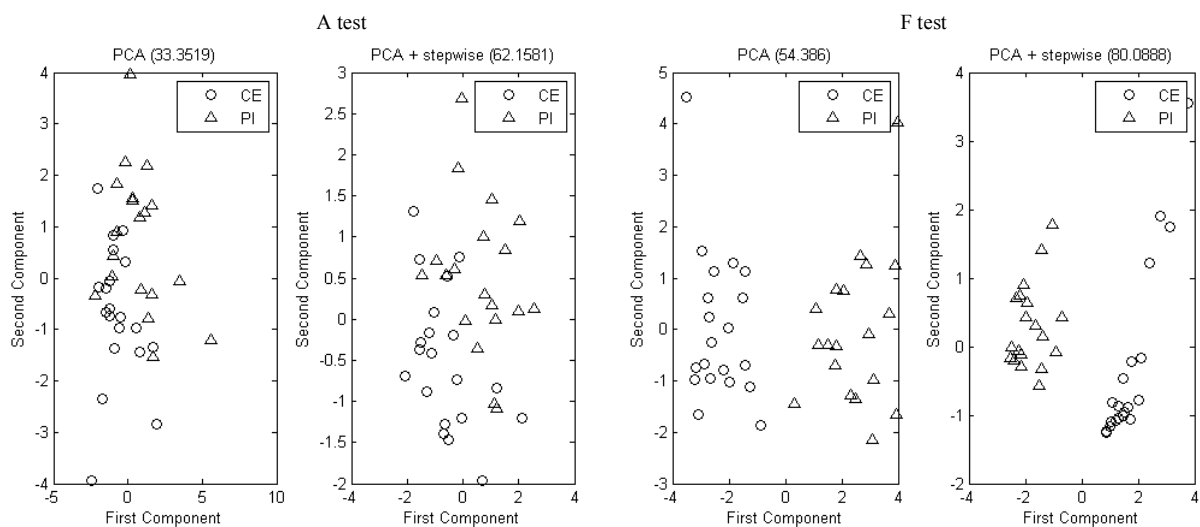 A test
F test
PCA (33.3519)
PCA + stepwise (62.1581)
PCA (54.386)
PCA + stepwise (80.0888)
4
3
2
1
0
-1
-2
-3
-4
Second Component
CE
PI
-5
0
5
10
First Component
3
2.5
2
1.5
1
0.5
0
-0.5
-1
-1.5
-2
Second Component
CE
PI
-4
-2
0
2
4
First Component
5
4
3
2
1
0
-1
-2
-3
Second Component
CE
PI
-4
-2
0
2
4
First Component
4
3
2
1
0
-1
-2
Second Component
CE
PI
-4
-2
0
2
4
First Component